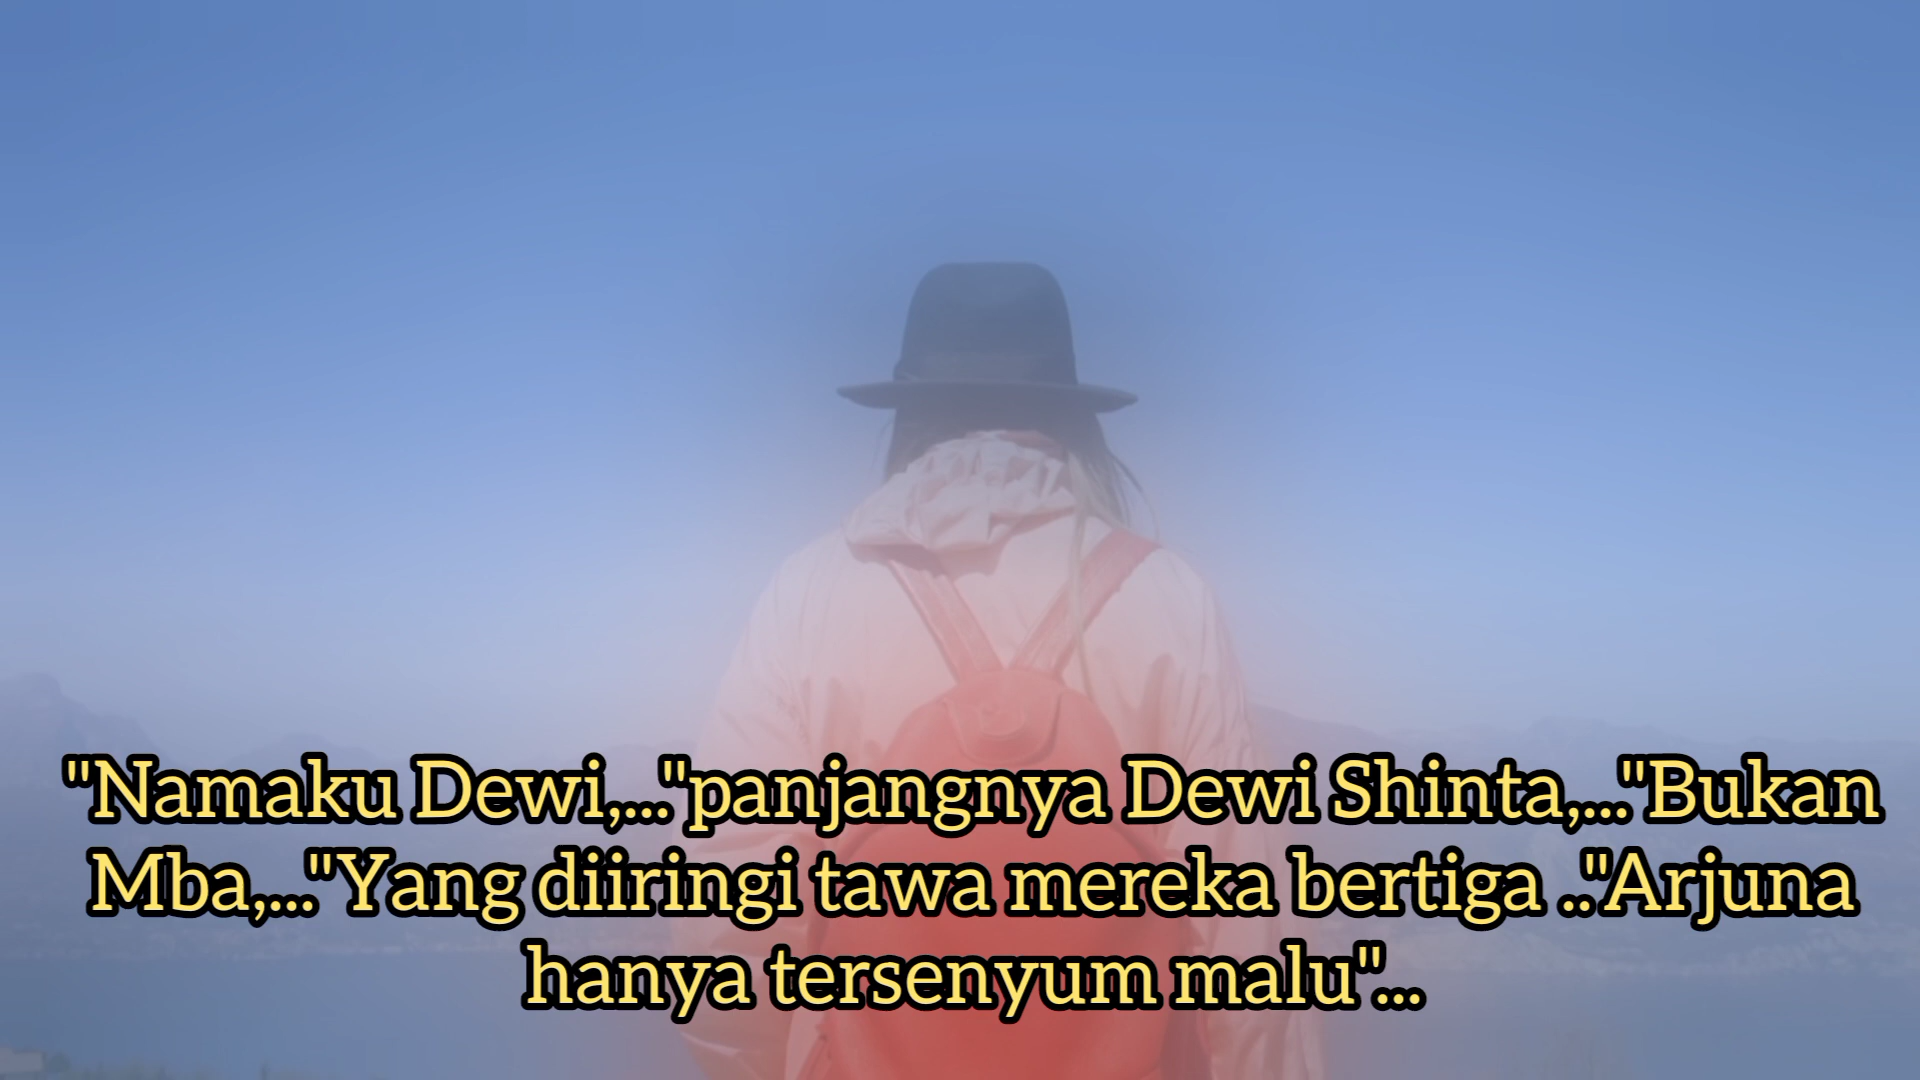 "Namaku Dewi,..."panjangnya Dewi Shinta,..."Bukan
Mba,..."Yang diiringi tawa mereka bertiga .."Arjuna
hanya tersenyum malu"...